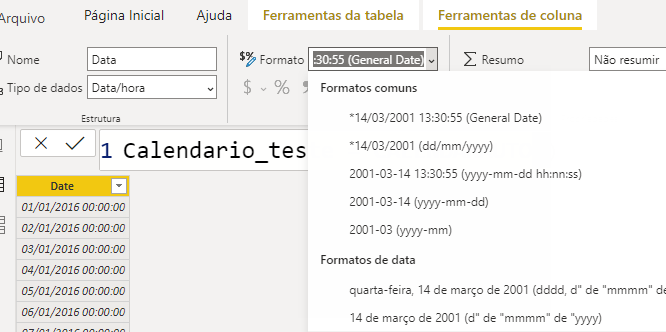 Arquivo Página Inicial Ajuda Ferramentas da tabela Ferramentas de coluna
Nome Data Formato :30:55 (General Date) Resumo Não resumir
Tipo de dados Data/hora $ %
Estrutura
Formatos comuns
*14/03/2001 13:30:55 (General Date)
1 Calendario_tes
*14/03/2001 (dd/mm/yyyy)
2001-03-14 13:30:55 (yyyy-mm-dd hh:nn:ss)
Date
2001-03-14 (yyyy-mm-dd)
01/01/2016 00:00:00
2001-03 (yyyy-mm)
02/01/2016 00:00:00
03/01/2016 00:00:00
Formatos de data
04/01/2016 00:00:00
05/01/2016 00:00:00
quarta-feira, 14 de março de 2001 (dddd, d" de "mmmm" de
06/01/2016 00:00:00
14 de março de 2001 (d" de "mmmm" de "yyyy)
07/01/2016 00:00:00